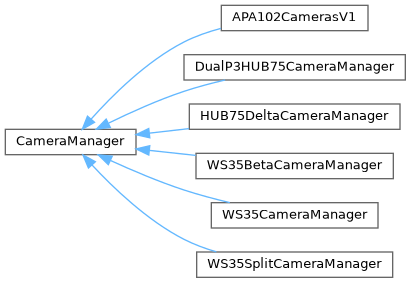 APA102CamerasV1
DualP3HUB75CameraManager
HUB75DeltaCameraManager
CameraManager
WS35BetaCameraManager
WS35CameraManager
WS35SplitCameraManager